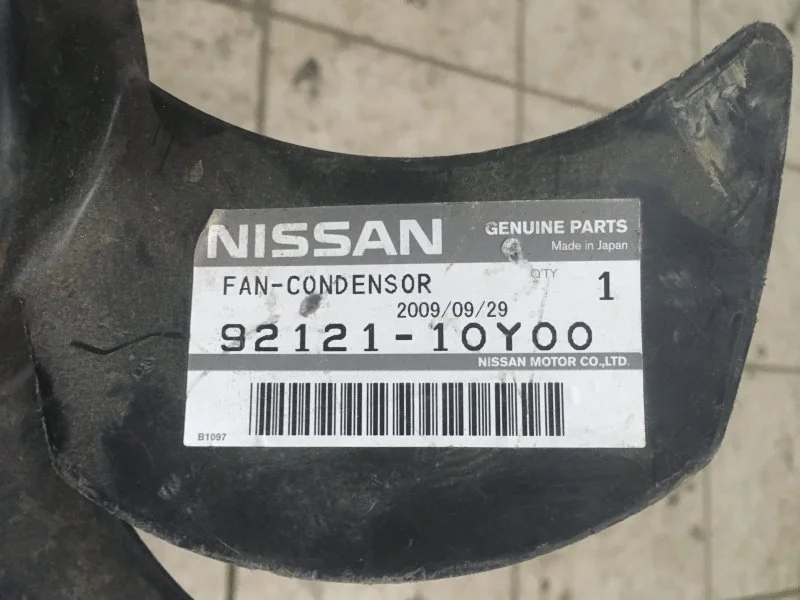 NISSAN
GENUINE PARTS
Made in Japan
FAN-CONDENSOR
QTY 1
2009/09/29
92121-10Y00
NISSAN MOTOR CO.,LTD.
B1097